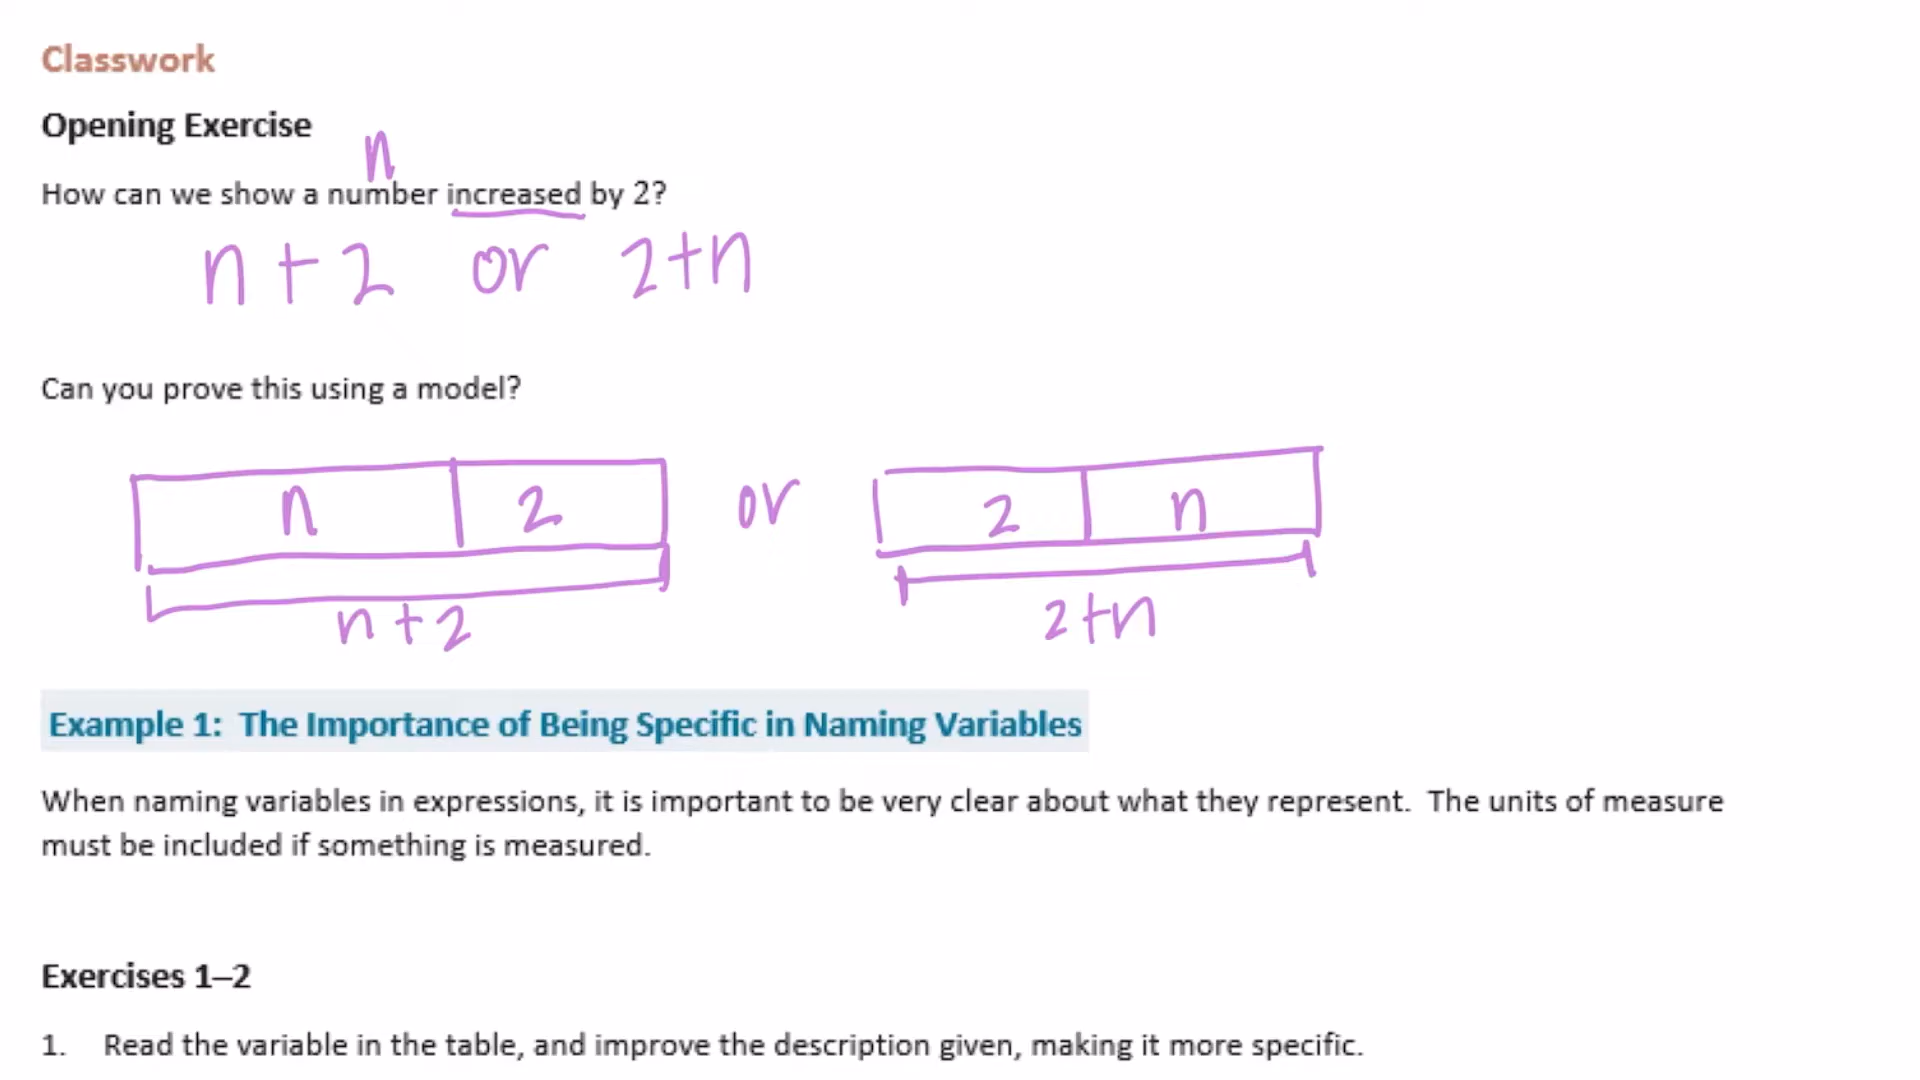 Classwork
Opening Exercise
n
How can we show a number increased by 2?
n + 2 or 2+n
Can you prove this using a model?
n 2 or 2 n
n+2 2+n
Example 1: The Importance of Being Specific in Naming Variables
When naming variables in expressions, it is important to be very clear about what they represent. The units of measure
must be included if something is measured.
Exercises 1–2
1. Read the variable in the table, and improve the description given, making it more specific.